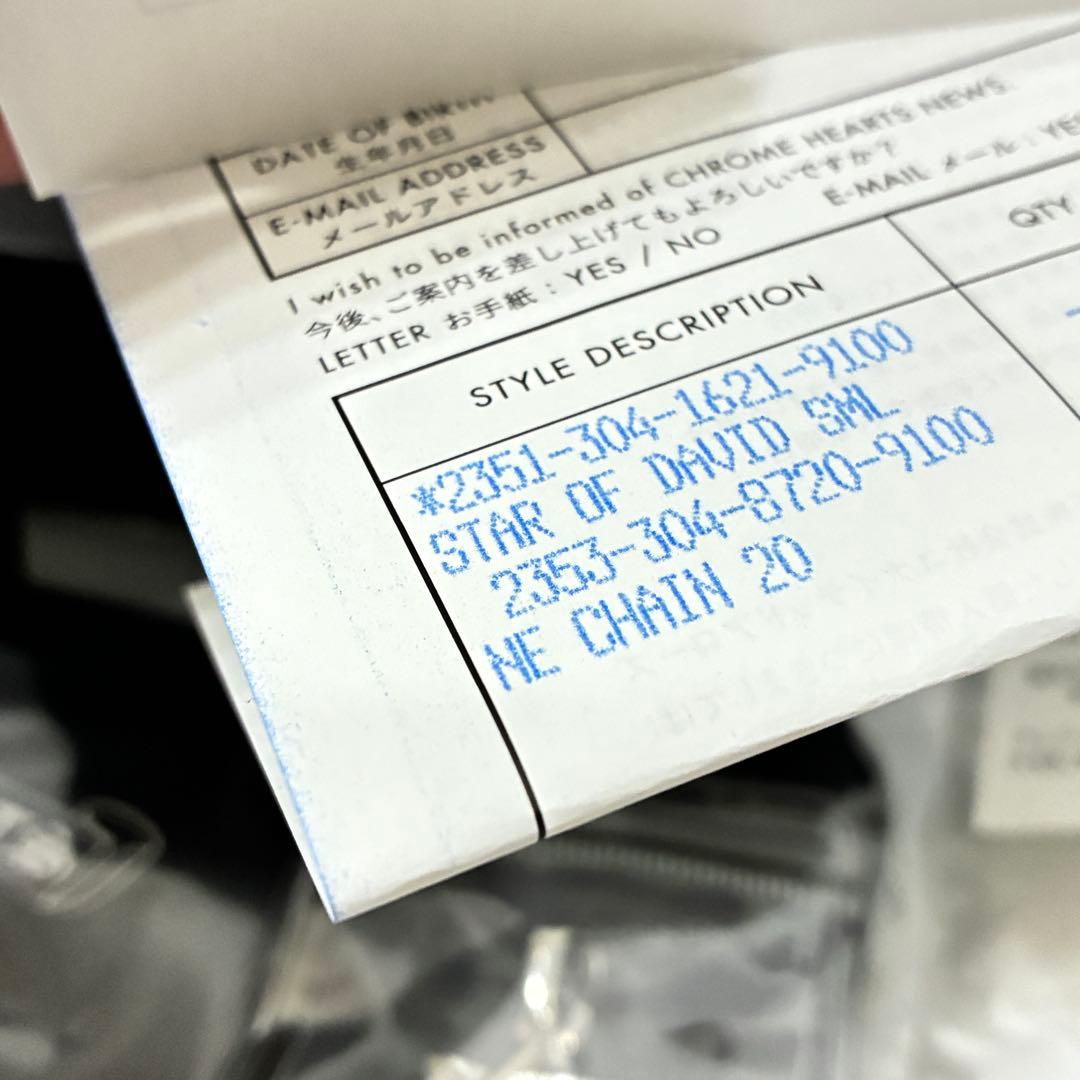 DATE OF BIRTH
生年月日
E-MAIL ADDRESS
メールアドレス
I wish to be informed of CHROME HEARTS NEWS.
今後、ご案内を差し上げてもよろしいですか?
LETTER お手紙 : YES / NO E-MAIL メール : YES
STYLE DESCRIPTION QTY
*2351-304-1621-9100
STAR OF DAVID SML
2353-304-8720-9100
NE CHAIN 20